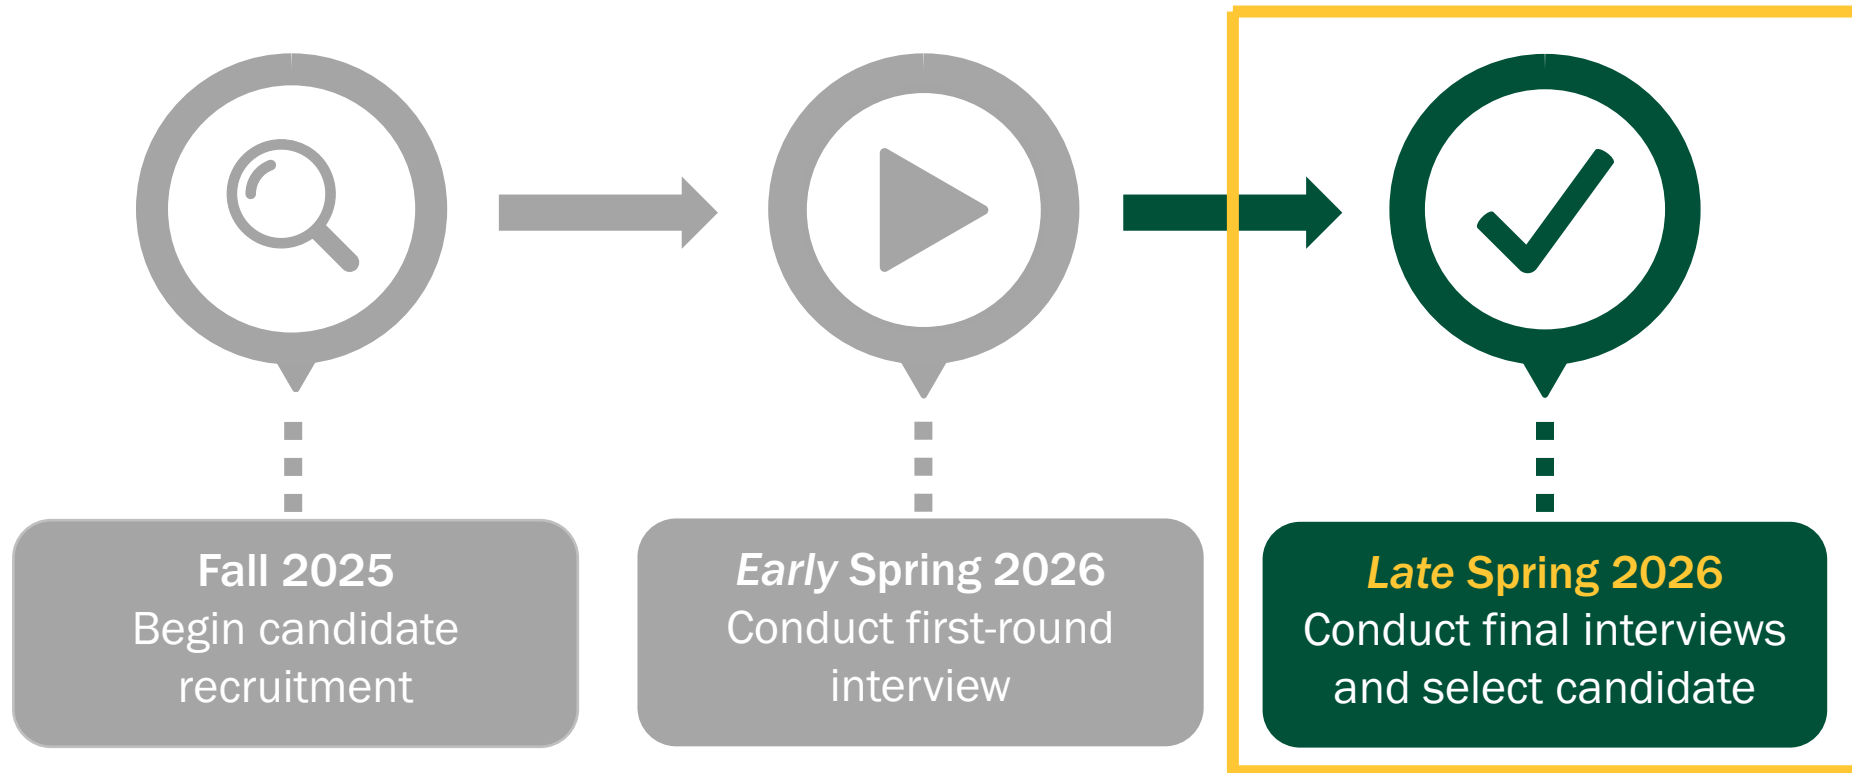 Fall 2025
Begin candidate
recruitment
Early Spring 2026
Conduct first-round
interview
Late Spring 2026
Conduct final interviews
and select candidate